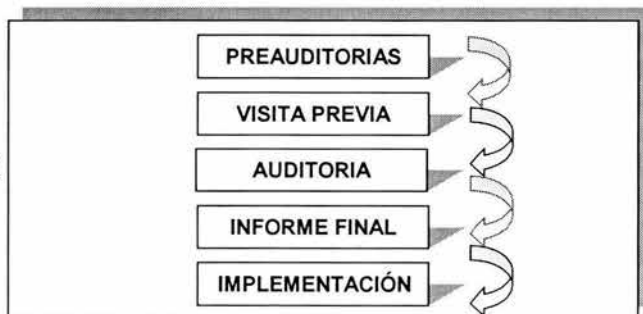 PREAUDITORIAS
VISITA PREVIA
AUDITORIA
INFORME FINAL
IMPLEMENTACIÓN